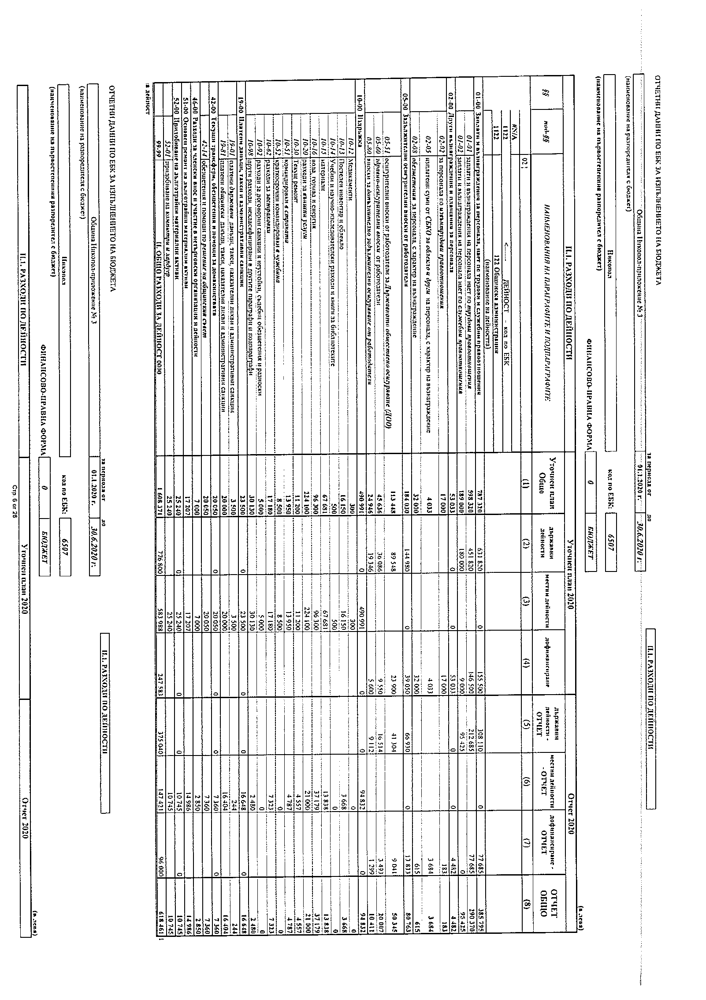 ОТЧЕТНИ ДАННИ ПО ЕБК ЗА ИЗПЪЛНЕНИЕТО НА БЮДЖЕТА
за периода от до II.1. РАЗХОДИ ПО ДЕЙНОСТИ
Община Никопол-приложение № 3 01.1.2020 г. 30.6.2020 г.
(наименование на разпоредителя с бюджет)
Никопол код по ЕБК: 6507
(наименование на първостепенния разпоредител с бюджет)
ФИНАНСОВО-ПРАВНА ФОРМА 0 БЮДЖЕТ
(в лева)
II.1. РАЗХОДИ ПО ДЕЙНОСТИ Уточнен план 2020 Отчет 2020
§§ под-§§ НАИМЕНОВАНИЯ НА ПАРАГРАФИТЕ И ПОДПАРАГРАФИТЕ Уточнен план Общо държавни дейности местни дейности дофинансиране държавни дейности - ОТЧЕТ местни дейности - ОТЧЕТ дофинансиране - ОТЧЕТ ОТЧЕТ ОБЩО
(1) (2) (3) (4) (5) (6) (7) (8)
#N/A
1122 <------ ДЕЙНОСТ - код по ЕБК
1122 122 Общинска администрация
(наименование на дейността)
01-00 Заплати и възнаграждения за персонала, нает по трудови и служебни правоотношения 787 320 631 820 0 155 500 308 110 0 77 685 385 795
01-01 заплати и възнаграждения на персонала нает по трудови правоотношения 598 320 451 820 146 500 212 685 77 685 290 370
01-02 заплати и възнаграждения на персонала нает по служебни правоотношения 189 000 180 000 9 000 95 425 0 95 425
02-00 Други възнаграждения и плащания за персонала 53 033 0 0 53 033 0 0 4 482 4 482
02-02 за персонала по извънтрудови правоотношения 17 000 17 000 183 183
02-05 изплатени суми от СБКО за облекло и други на персонала, с характер на възнаграждение 4 033 4 033 3 684 3 684
02-08 обезщетения за персонала, с характер на възнаграждение 32 000 32 000 615 615
05-00 Задължителни осигурителни вноски от работодатели 184 030 144 980 0 39 050 66 930 0 13 833 80 763
05-51 осигурителни вноски от работодатели за Държавното обществено осигуряване (ДОО) 113 448 89 548 23 900 41 304 9 041 50 345
05-60 здравно-осигурителни вноски от работодатели 45 636 36 086 9 550 16 514 3 493 20 007
05-80 вноски за допълнително задължително осигуряване от работодатели 24 946 19 346 5 600 9 112 1 299 10 411
10-00 Издръжка 490 991 0 490 991 0 0 94 832 0 94 832
10-12 Медикаменти 300 300 0 0
10-13 Постелен инвентар и облекло 16 150 16 150 3 668 3 668
10-14 Учебни и научно-изследователски разходи и книги за библиотеките 500 500 0 0
10-15 материали 67 681 67 681 13 838 13 838
10-16 вода, горива и енергия 96 300 96 300 37 179 37 179
10-20 разходи за външни услуги 224 100 224 100 21 000 21 000
10-30 Текущ ремонт 11 200 11 200 4 557 4 557
10-51 командировки в страната 13 950 13 950 4 787 4 787
10-52 краткосрочни командировки в чужбина 8 500 8 500 0 0
10-62 разходи за застраховки 17 180 17 180 7 323 7 323
10-92 разходи за договорни санкции и неустойки, съдебни обезщетения и разноски 5 000 5 000 0 0
10-98 други разходи, некласифицирани в другите параграфи и подпараграфи 30 130 30 130 2 480 2 480
19-00 Платени данъци, такси и административни санкции 23 500 0 23 500 0 0 16 648 0 16 648
19-01 платени държавни данъци, такси, наказателни лихви и административни санкции 3 500 3 500 244 244
19-81 платени общински данъци, такси, наказателни лихви и административни санкции 20 000 20 000 16 404 16 404
42-00 Текущи трансфери, обезщетения и помощи за домакинствата 20 050 0 20 050 0 0 7 360 0 7 360
42-14 обезщетения и помощи по решение на общинския съвет 20 050 20 050 7 360 7 360
46-00 Разходи за членски внос и участие в нетърговски организации и дейности 7 000 7 000 2 850 2 850
51-00 Основен ремонт на дълготрайни материални активи 17 207 17 207 14 986 14 986
52-00 Придобиване на дълготрайни материални активи 25 240 0 25 240 0 0 10 745 0 10 745
52-01 придобиване на компютри и хардуер 25 240 25 240 10 745 10 745
99-99 II. ОБЩО РАЗХОДИ ЗА ДЕЙНОСТ 0000 1 608 371 776 800 583 988 247 583 375 040 147 421 96 000 618 461
за дейност
ОТЧЕТНИ ДАННИ ПО ЕБК ЗА ИЗПЪЛНЕНИЕТО НА БЮДЖЕТА
за периода от до II.1. РАЗХОДИ ПО ДЕЙНОСТИ
Община Никопол-приложение № 3 01.1.2020 г. 30.6.2020 г.
(наименование на разпоредителя с бюджет)
Никопол код по ЕБК: 6507
(наименование на първостепенния разпоредител с бюджет)
ФИНАНСОВО-ПРАВНА ФОРМА 0 БЮДЖЕТ
(в лева)
II.1. РАЗХОДИ ПО ДЕЙНОСТИ Уточнен план 2020 Отчет 2020
Стр. 6 от 28